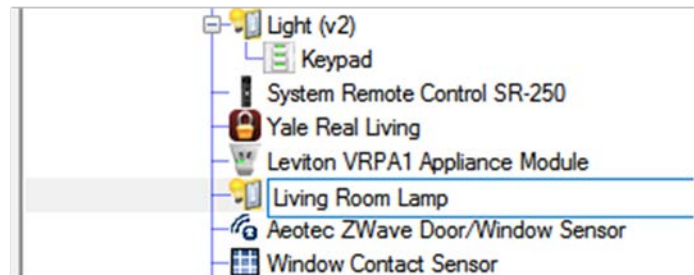 Light (v2)
Keypad
System Remote Control SR-250
Yale Real Living
Leviton VRPA1 Appliance Module
Living Room Lamp
Aeotec ZWave Door/Window Sensor
Window Contact Sensor